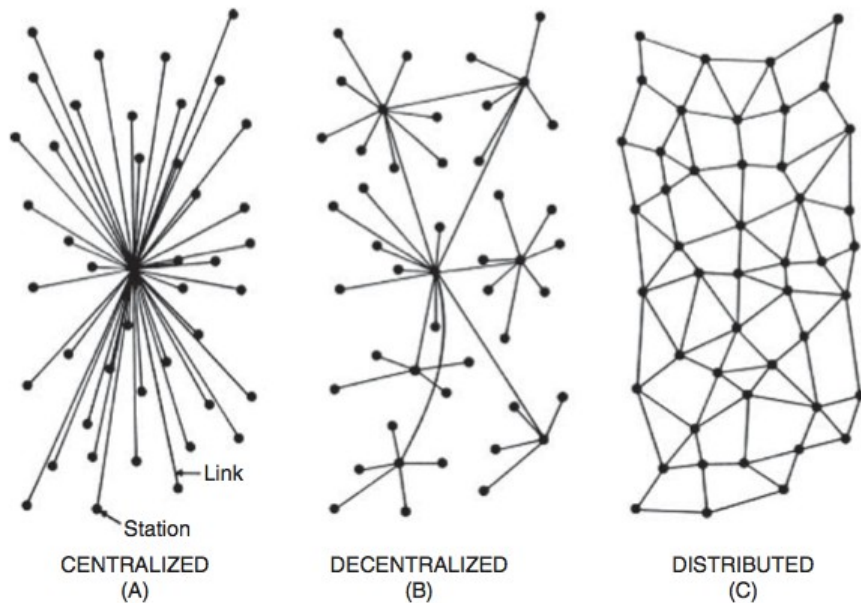 Link
Station
CENTRALIZED
(A)
DECENTRALIZED
(B)
DISTRIBUTED
(C)